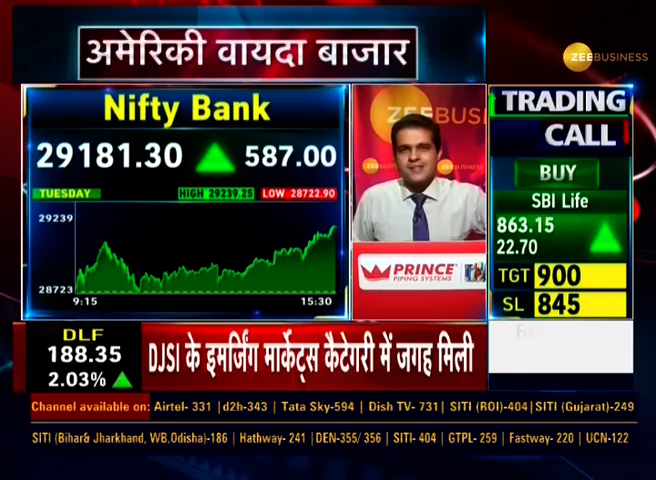 अमेरिकी वायदा बाजार
ZEEBUSINESS
Nifty Bank
29181.30 587.00
TUESDAY HIGH 29239.25 LOW 28722.90
29239
28723
9:15 15:30
ZEEBUSI
ZEEBUSINESS
PRINCE
PIPING SYSTEMS
TRADING
CALL
BUY
SBI Life
863.15
22.70
TGT 900
SL 845
DLF
188.35
2.03%
DJSI के इमर्जिंग मार्केट्स कैटेगरी में जगह मिली
Channel available on: Airtel- 331 | d2h-343 | Tata Sky-594 | Dish TV- 731| SITI (ROI)-404| SITI (Gujarat)-249
SITI (Bihar& Jharkhand, WB,Odisha)-186 | Hathway- 241 |DEN-355/ 356 | SITI- 404 | GTPL- 259 | Fastway- 220 | UCN-122